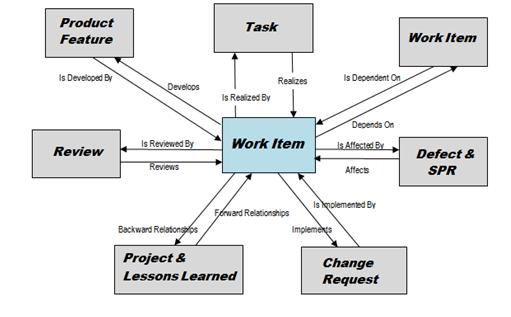 Product
Feature
Task
Work Item
Is Developed By
Develops
Is Realized By
Realizes
Is Dependent On
Depends On
Review
Is Reviewed By
Reviews
Work Item
Is Affected By
Affects
Defect &
SPR
Backward Relationships
Forward Relationships
Is Implemented By
Implements
Project &
Lessons Learned
Change
Request